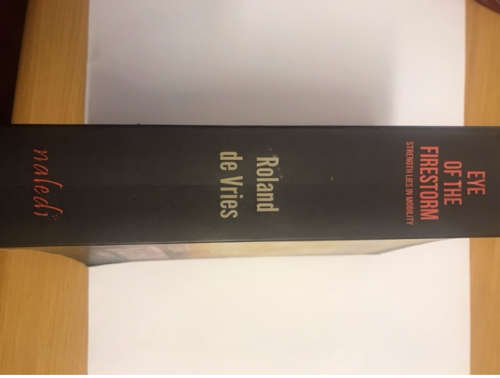 EYE
OF THE
FIRESTORM
STRENGTH LIES IN MOBILITY
Roland
de Vries
naledi